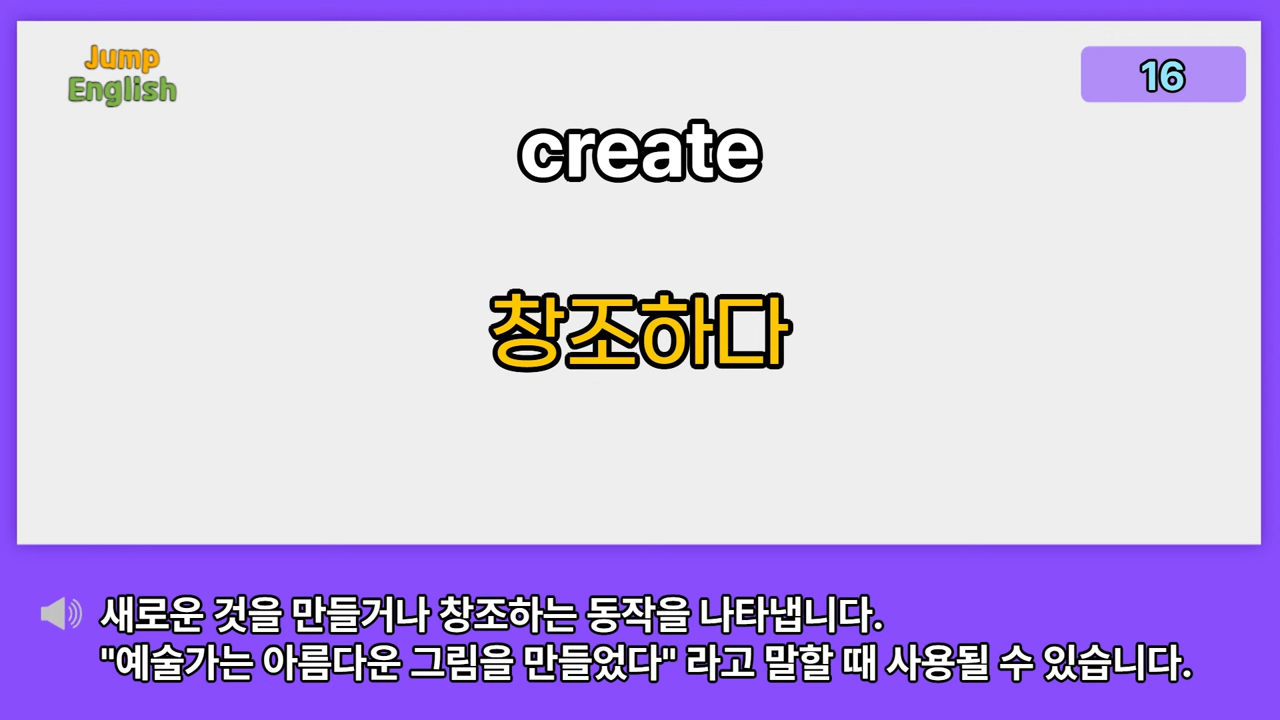 Jump
English
16
create
창조하다
새로운 것을 만들거나 창조하는 동작을 나타냅니다.
"예술가는 아름다운 그림을 만들었다" 라고 말할 때 사용될 수 있습니다.